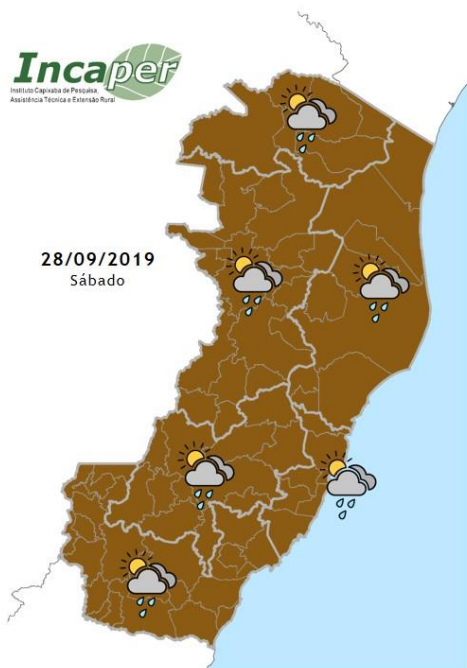 Incaper
Instituto Capixaba de Pesquisa,
Assistência Técnica e Extensão Rural
28/09/2019
Sábado